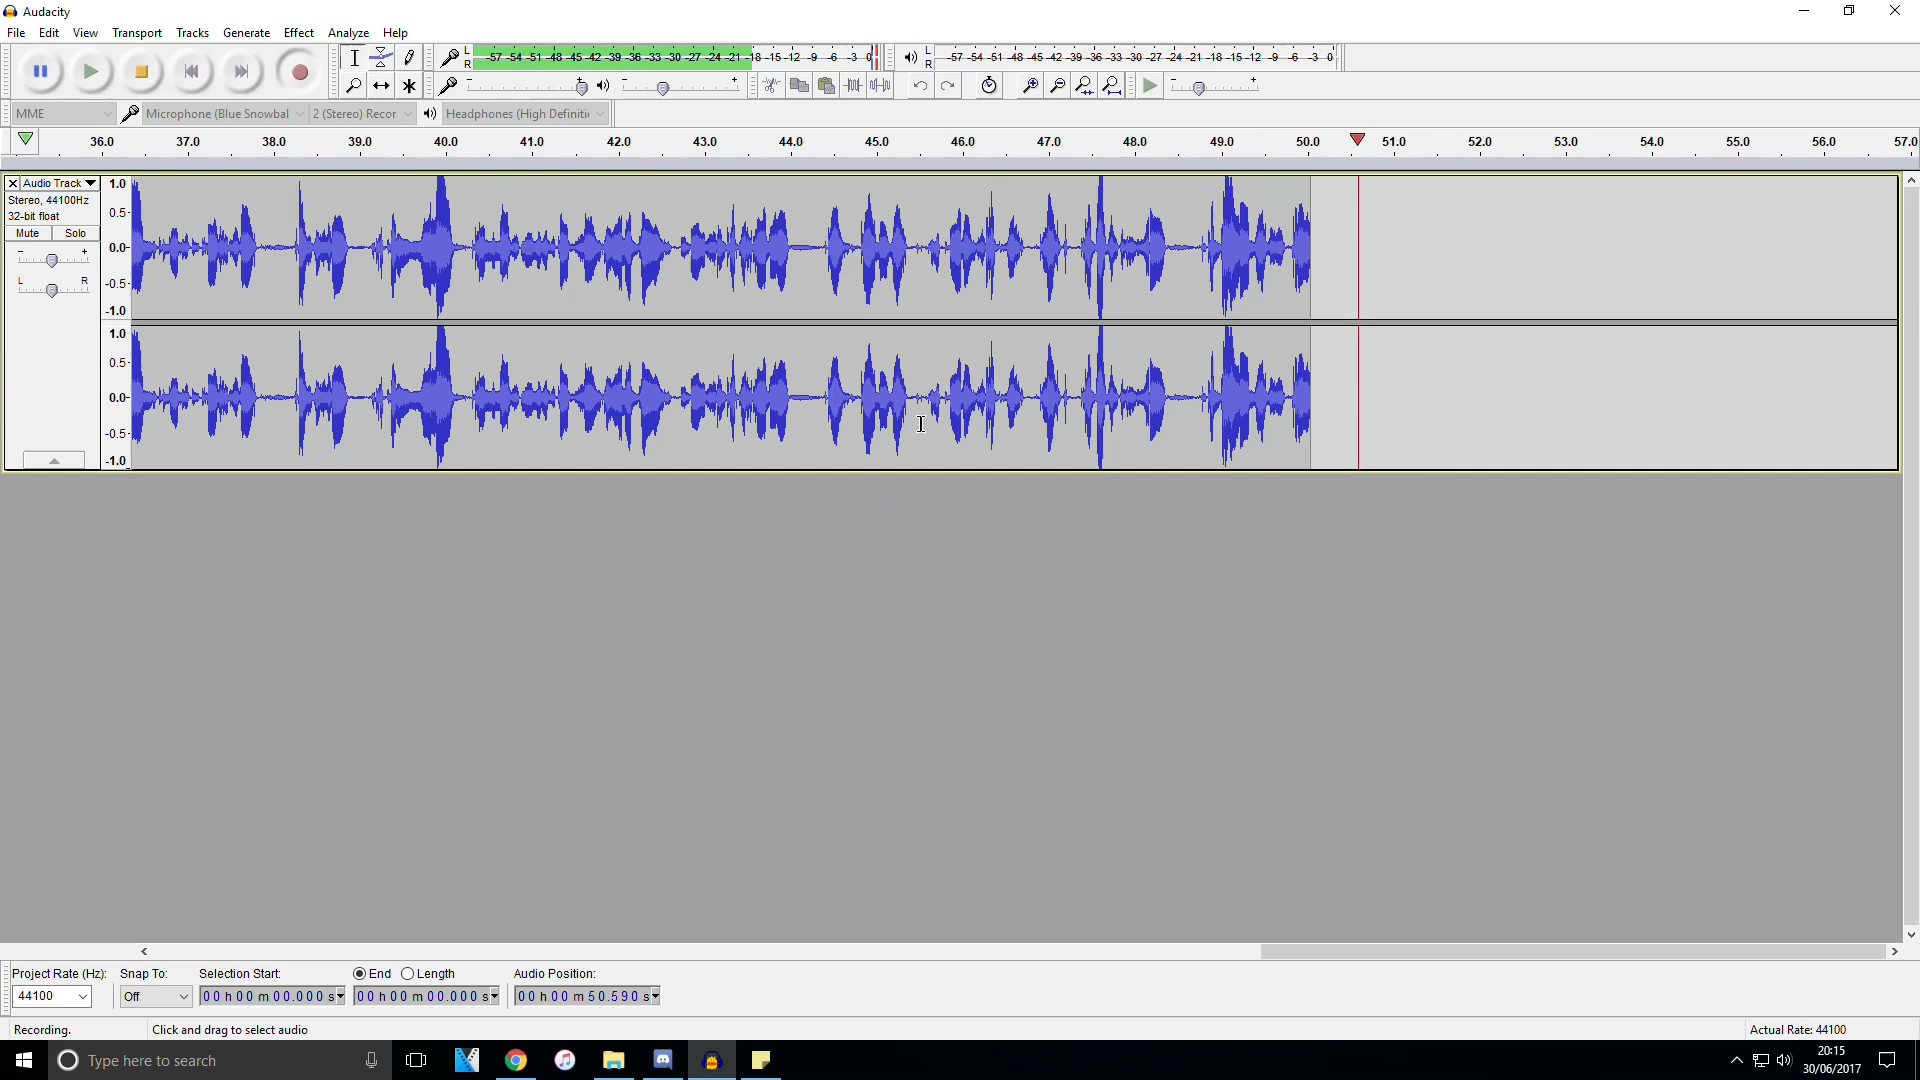 Audacity
File Edit View Transport Tracks Generate Effect Analyze Help
L
R
-57 -54 -51 -48 -45 -42 -39 -36 -33 -30 -27 -24 -21 -18 -15 -12 -9 -6 -3 0
L
R
-57 -54 -51 -48 -45 -42 -39 -36 -33 -30 -27 -24 -21 -18 -15 -12 -9 -6 -3 0
- + - + - +
MME Microphone (Blue Snowbal 2 (Stereo) Recor Headphones (High Definiti
36.0 37.0 38.0 39.0 40.0 41.0 42.0 43.0 44.0 45.0 46.0 47.0 48.0 49.0 50.0 51.0 52.0 53.0 54.0 55.0 56.0 57.0
Audio Track 1.0
Stereo, 44100Hz
32-bit float 0.5
Mute Solo
- + 0.0
L R -0.5
-1.0
1.0
0.5
0.0
-0.5
-1.0
Project Rate (Hz): Snap To: Selection Start: End Length Audio Position:
44100 Off 00 h 00 m 00.000 s 00 h 00 m 00.000 s 00 h 00 m 50.590 s
Recording. Click and drag to select audio Actual Rate: 44100
Type here to search
20:15
30/06/2017